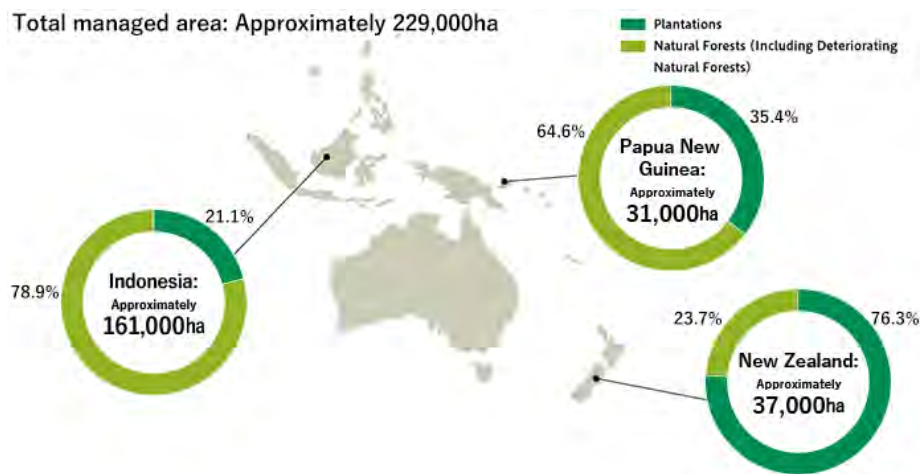 Total managed area: Approximately 229,000ha
Plantations
Natural Forests (Including Deteriorating
Natural Forests)
64.6%
35.4%
Papua New
Guinea:
Approximately
31,000ha
21.1%
78.9%
Indonesia:
Approximately
161,000ha
23.7%
76.3%
New Zealand:
Approximately
37,000ha